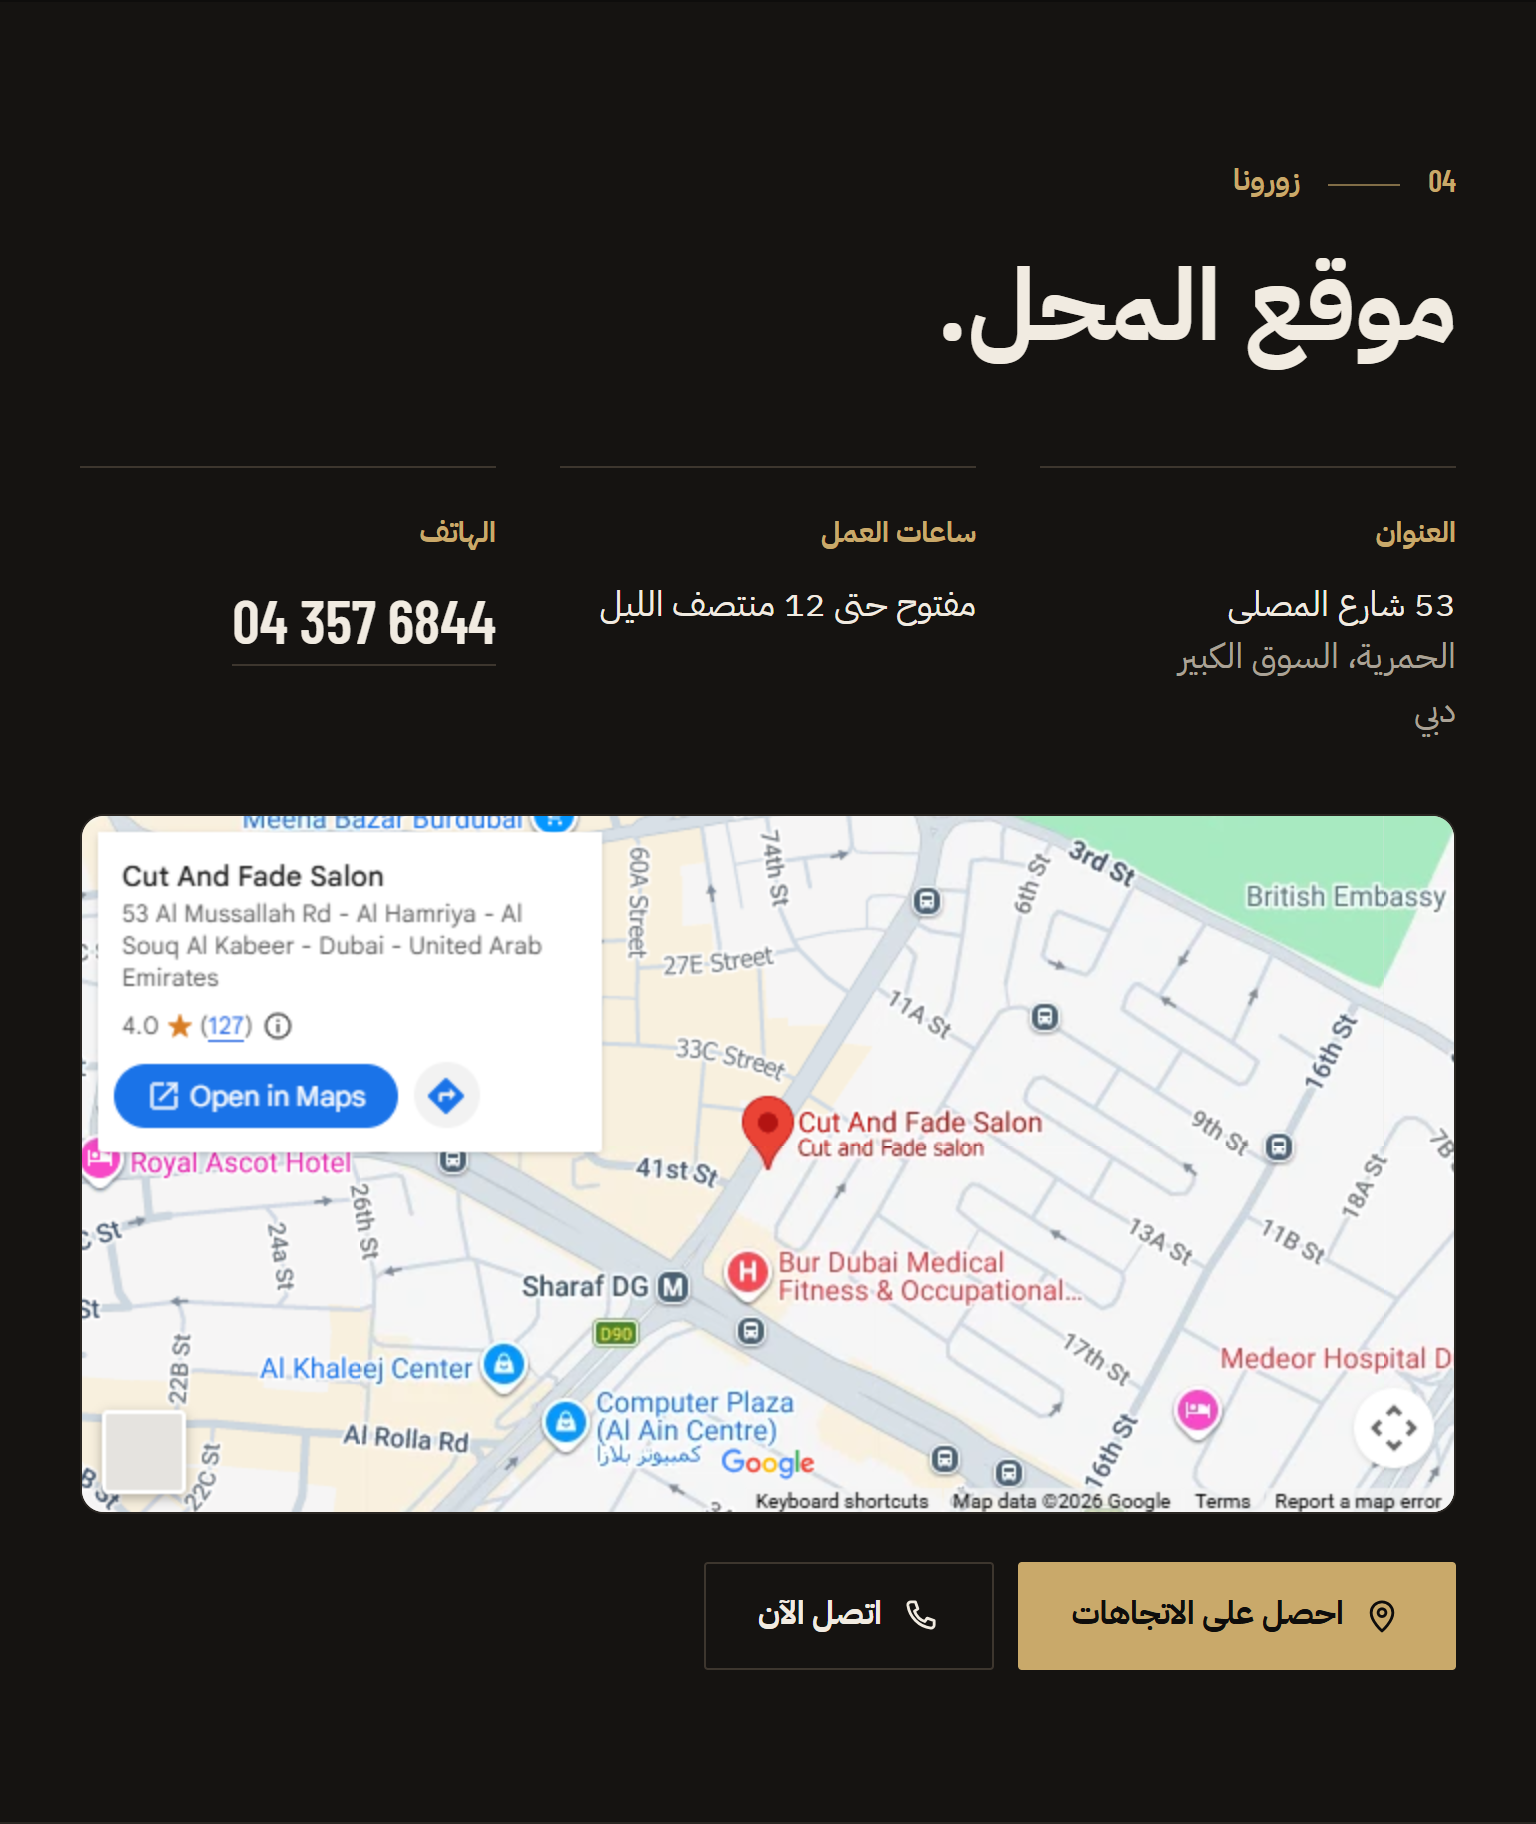 04 زورونا
موقع المحل.
العنوان
53 شارع المصلى
الحمرية، السوق الكبير
دبي
ساعات العمل
مفتوح حتى 12 منتصف الليل
الهاتف
04 357 6844
Meena Bazar Burdubai
Cut And Fade Salon
53 Al Mussallah Rd - Al Hamriya - Al
Souq Al Kabeer - Dubai - United Arab
Emirates
4.0 ★ (127)
Open in Maps
60A Street
74th St
6th St
3rd St
British Embassy
27E Street
11A St
33C Street
16th St
Cut And Fade Salon
Cut and Fade salon
9th St
Royal Ascot Hotel
41st St
26th St
24a St
18A St
13A St
11B St
Bur Dubai Medical
Fitness & Occupational...
Sharaf DG M
D90
22B St
Al Khaleej Center
17th St
Medeor Hospital D
Computer Plaza
(Al Ain Centre)
كمبيوتر بلازا
Al Rolla Rd
22C St
16th St
Google
Keyboard shortcuts Map data ©2026 Google Terms Report a map error
احصل على الاتجاهات
اتصل الآن